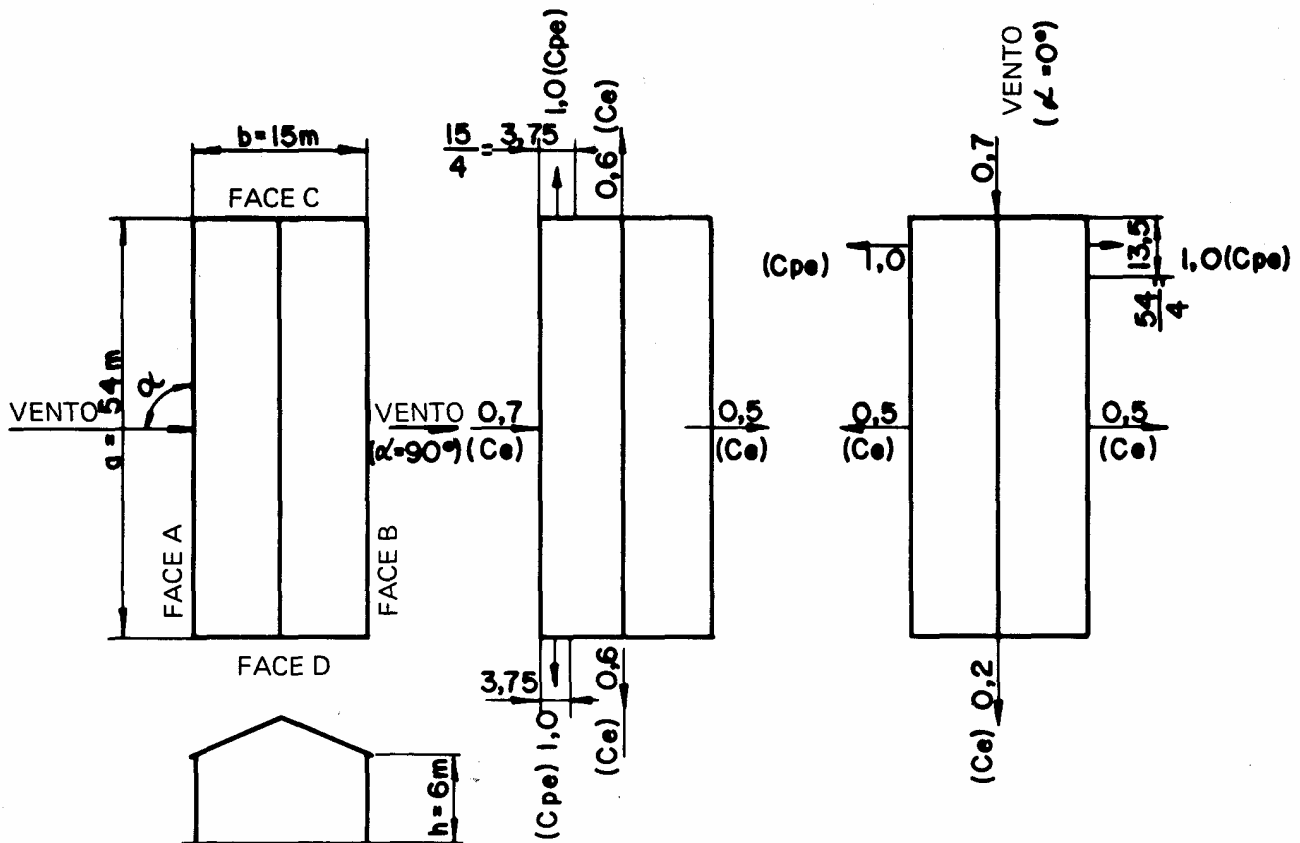 b=15m
FACE C
a= 54m
α
VENTO
FACE A
FACE B
FACE D
h=6m
1,0(Cpe)
15/4 = 3,75
0,6 (Ce)
VENTO
(α=90°)
0,7
(Ce)
0,5
(Ce)
3,75
(Cpe) 1,0
(Ce) 0,6
VENTO
(α=0°)
0,7
(Cpe) 1,0
13,5
=
54/4
1,0(Cpe)
0,5
(Ce)
0,5
(Ce)
(Ce) 0,2